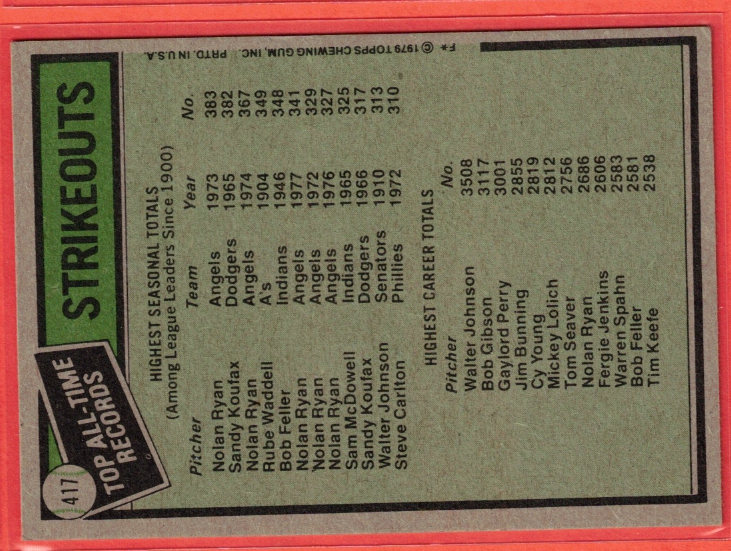 417
TOP ALL-TIME
RECORDS
STRIKEOUTS
HIGHEST SEASONAL TOTALS
(Among League Leaders Since 1900)
Pitcher Team Year No.
Nolan Ryan Angels 1973 383
Sandy Koufax Dodgers 1965 382
Nolan Ryan Angels 1974 367
Rube Waddell A's 1904 349
Bob Feller Indians 1946 348
Nolan Ryan Angels 1977 341
Nolan Ryan Angels 1972 329
Nolan Ryan Angels 1976 327
Sam McDowell Indians 1965 325
Sandy Koufax Dodgers 1966 317
Walter Johnson Senators 1910 313
Steve Carlton Phillies 1972 310
HIGHEST CAREER TOTALS
Pitcher No.
Walter Johnson 3508
Bob Gibson 3117
Gaylord Perry 3001
Jim Bunning 2855
Cy Young 2819
Mickey Lolich 2812
Tom Seaver 2756
Nolan Ryan 2686
Fergie Jenkins 2606
Warren Spahn 2583
Bob Feller 2581
Tim Keefe 2538
F* © 1979 TOPPS CHEWING GUM, INC. PRTD. IN U.S.A.